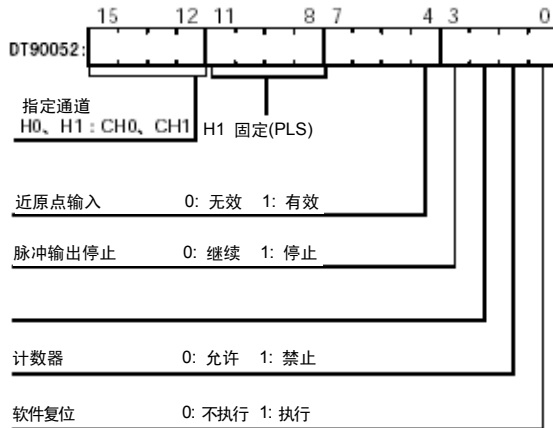 15 12 11 8 7 4 3 0
DT90052:
指定通道
H0、H1：CH0、CH1 H1 固定(PLS)
近原点输入 0: 无效 1: 有效
脉冲输出停止 0: 继续 1: 停止
计数器 0: 允许 1: 禁止
软件复位 0: 不执行 1: 执行